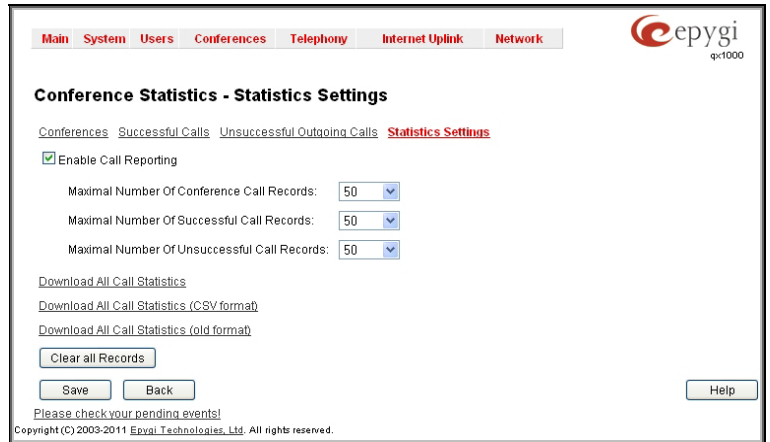 Main System Users Conferences Telephony Internet Uplink Network
epygi
qx1000
Conference Statistics - Statistics Settings
Conferences Successful Calls Unsuccessful Outgoing Calls Statistics Settings
Enable Call Reporting
Maximal Number Of Conference Call Records: 50
Maximal Number Of Successful Call Records: 50
Maximal Number Of Unsuccessful Call Records: 50
Download All Call Statistics
Download All Call Statistics (CSV format)
Download All Call Statistics (old format)
Clear all Records
Save Back Help
Please check your pending events!
Copyright (C) 2003-2011 Epygi Technologies, Ltd. All rights reserved.